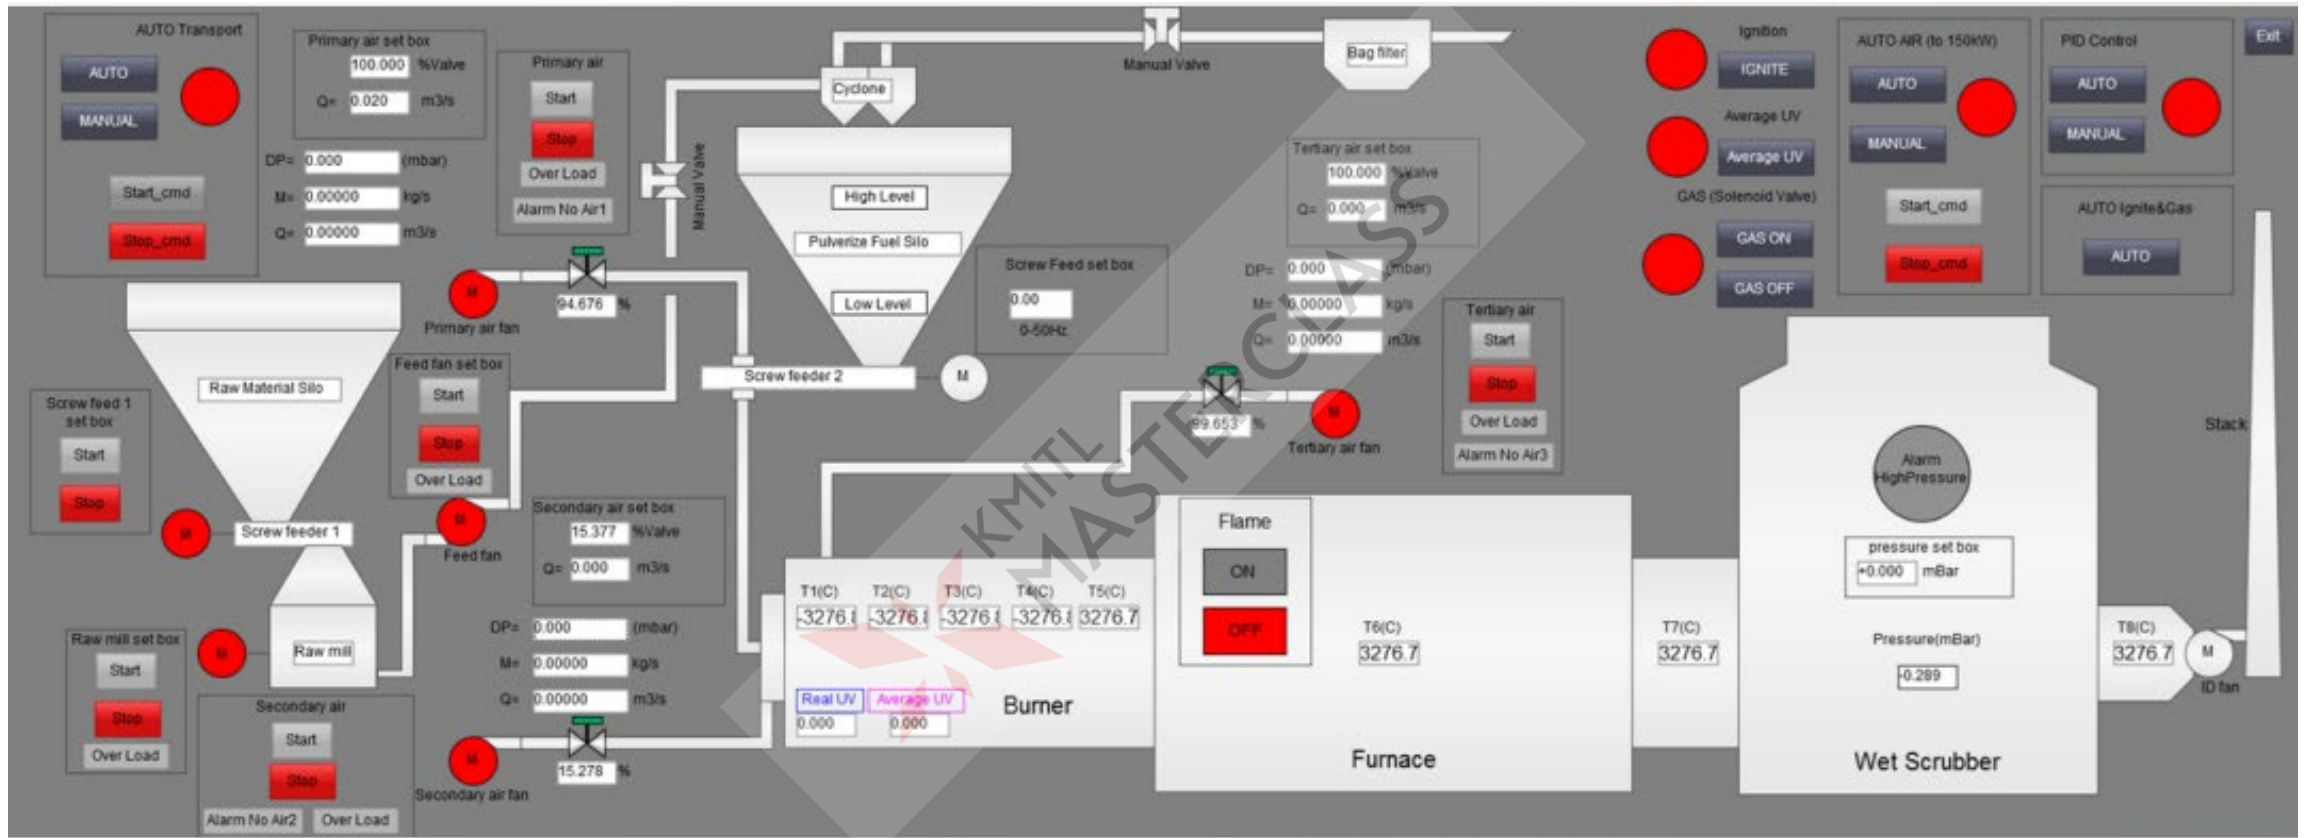 AUTO Transport
AUTO
MANUAL
Start_cmd
Stop_cmd
Primary air set box
100.000 %Valve
Q= 0.020 m3/s
DP= 0.000 (mbar)
M= 0.00000 kg/s
Q= 0.00000 m3/s
Primary air
Start
Stop
Over Load
Alarm No Air1
Manual Valve
Cyclone
Manual Valve
Bag filter
High Level
Pulverize Fuel Silo
Low Level
Screw feeder 2
M
Screw Feed set box
0.00
0-50Hz
Tertiary air set box
100.000 %Valve
Q= 0.000 m3/s
DP= 0.000 (mbar)
M= 0.00000 kg/s
Q= 0.00000 m3/s
Tertiary air
Start
Stop
Over Load
Alarm No Air3
99.653 %
M
Tertiary air fan
Ignition
IGNITE
Average UV
Average UV
GAS (Solenoid Valve)
GAS ON
GAS OFF
AUTO AIR (to 150kW)
AUTO
MANUAL
Start_cmd
Stop_cmd
PID Control
AUTO
MANUAL
AUTO Ignite&Gas
AUTO
Exit
M
Primary air fan
94.676 %
Raw Material Silo
Screw feed 1
set box
Start
Stop
M
Screw feeder 1
Feed fan set box
Start
Stop
Over Load
M
Feed fan
Raw mill set box
Start
Stop
Over Load
M
Raw mill
Secondary air
Start
Stop
Alarm No Air2
Over Load
Secondary air set box
15.377 %Valve
Q= 0.000 m3/s
DP= 0.000 (mbar)
M= 0.00000 kg/s
Q= 0.00000 m3/s
M
Secondary air fan
15.278 %
T1(C) T2(C) T3(C) T4(C) T5(C)
-3276.8 -3276.8 -3276.8 -3276.8 3276.7
Real UV Average UV
0.000 0.000
Burner
Flame
ON
OFF
T6(C)
3276.7
Furnace
T7(C)
3276.7
Alarm
HighPressure
pressure set box
+0.000 mBar
Pressure(mBar)
-0.289
Wet Scrubber
T8(C)
3276.7
M
ID fan
Stack
KMITL
MASTERCLASS